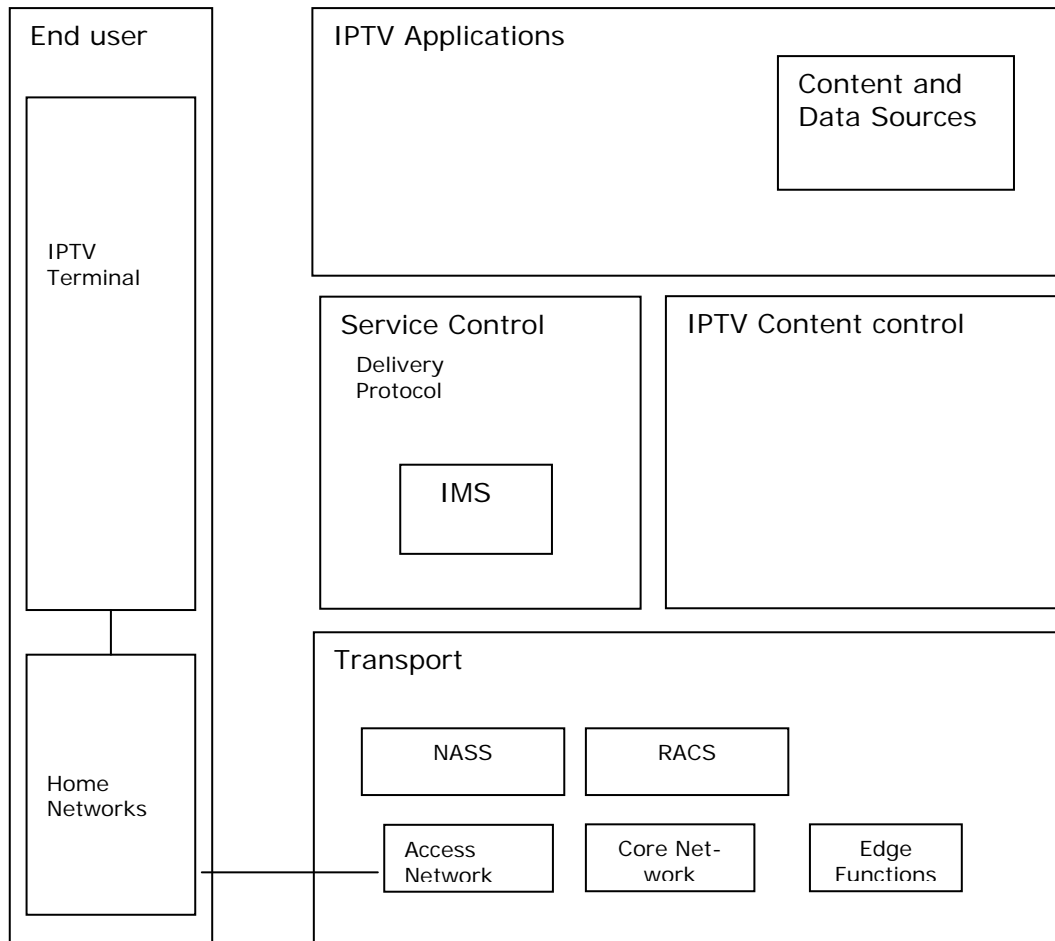 End user
IPTV
Terminal
Home
Networks
IPTV Applications
Content and
Data Sources
Service Control
Delivery
Protocol
IMS
IPTV Content control
Transport
NASS
RACS
Access
Network
Core Net-
work
Edge
Functions